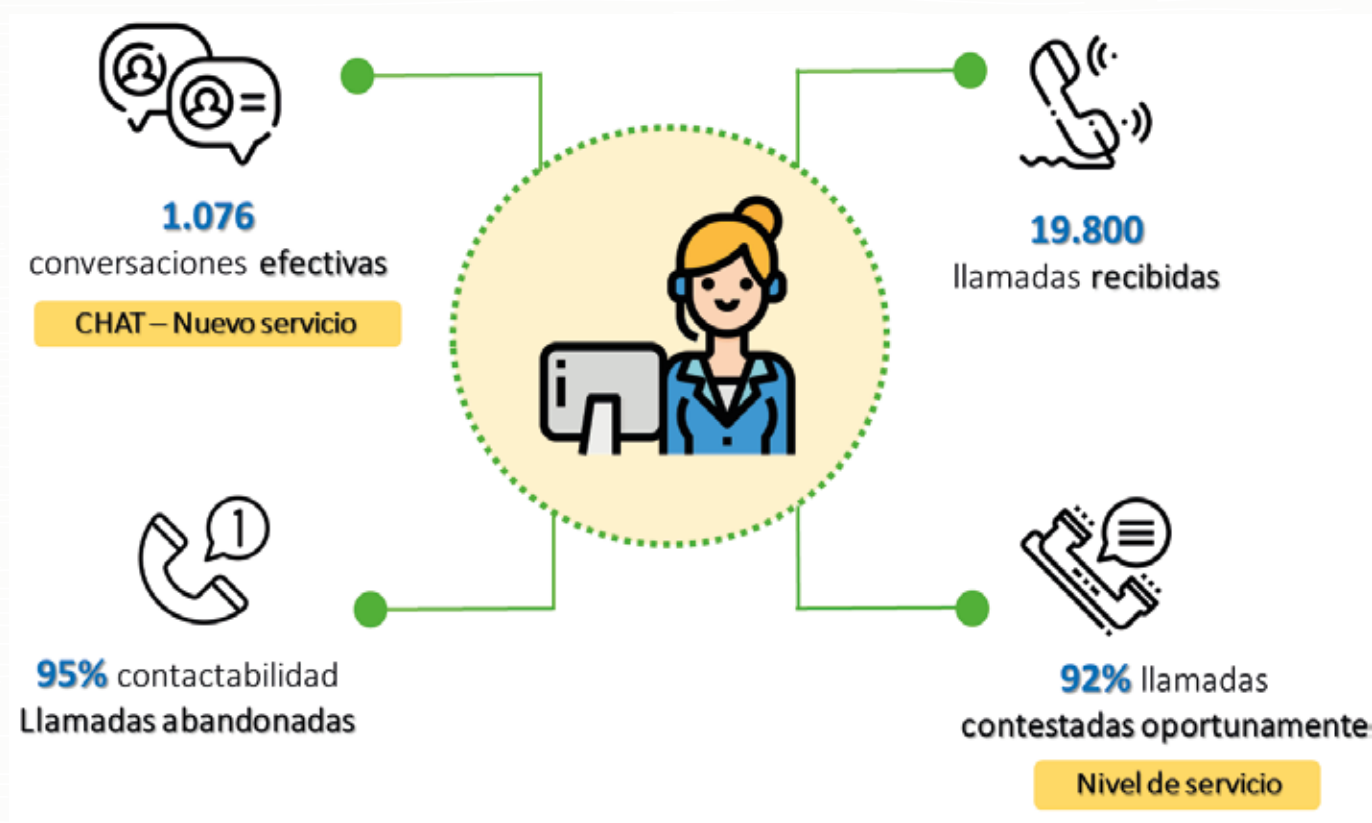 1.076
conversaciones efectivas
CHAT – Nuevo servicio
19.800
llamadas recibidas
1
95% contactabilidad
Llamadas abandonadas
92% llamadas
contestadas oportunamente
Nivel de servicio